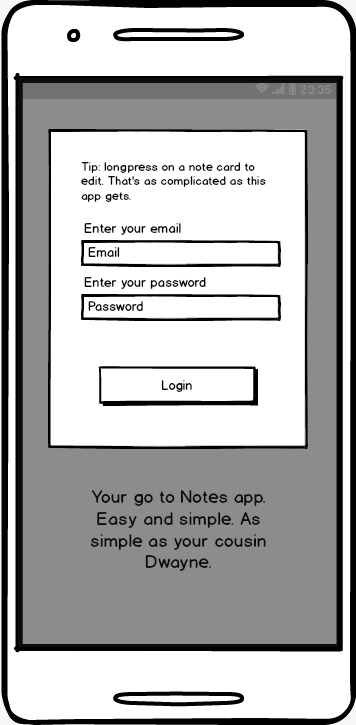 23:35
Tip: longpress on a note card to
edit. That's as complicated as this
app gets.
Enter your email
Email
Enter your password
Password
Login
Your go to Notes app.
Easy and simple. As
simple as your cousin
Dwayne.